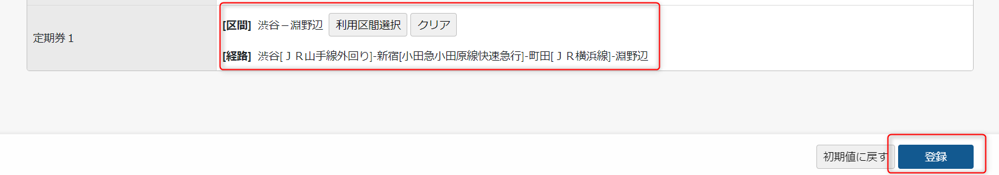 定期券１
[区間] 渋谷－淵野辺 利用区間選択 クリア
[経路] 渋谷[ＪＲ山手線外回り]-新宿[小田急小田原線快速急行]-町田[ＪＲ横浜線]-淵野辺
初期値に戻す 登録